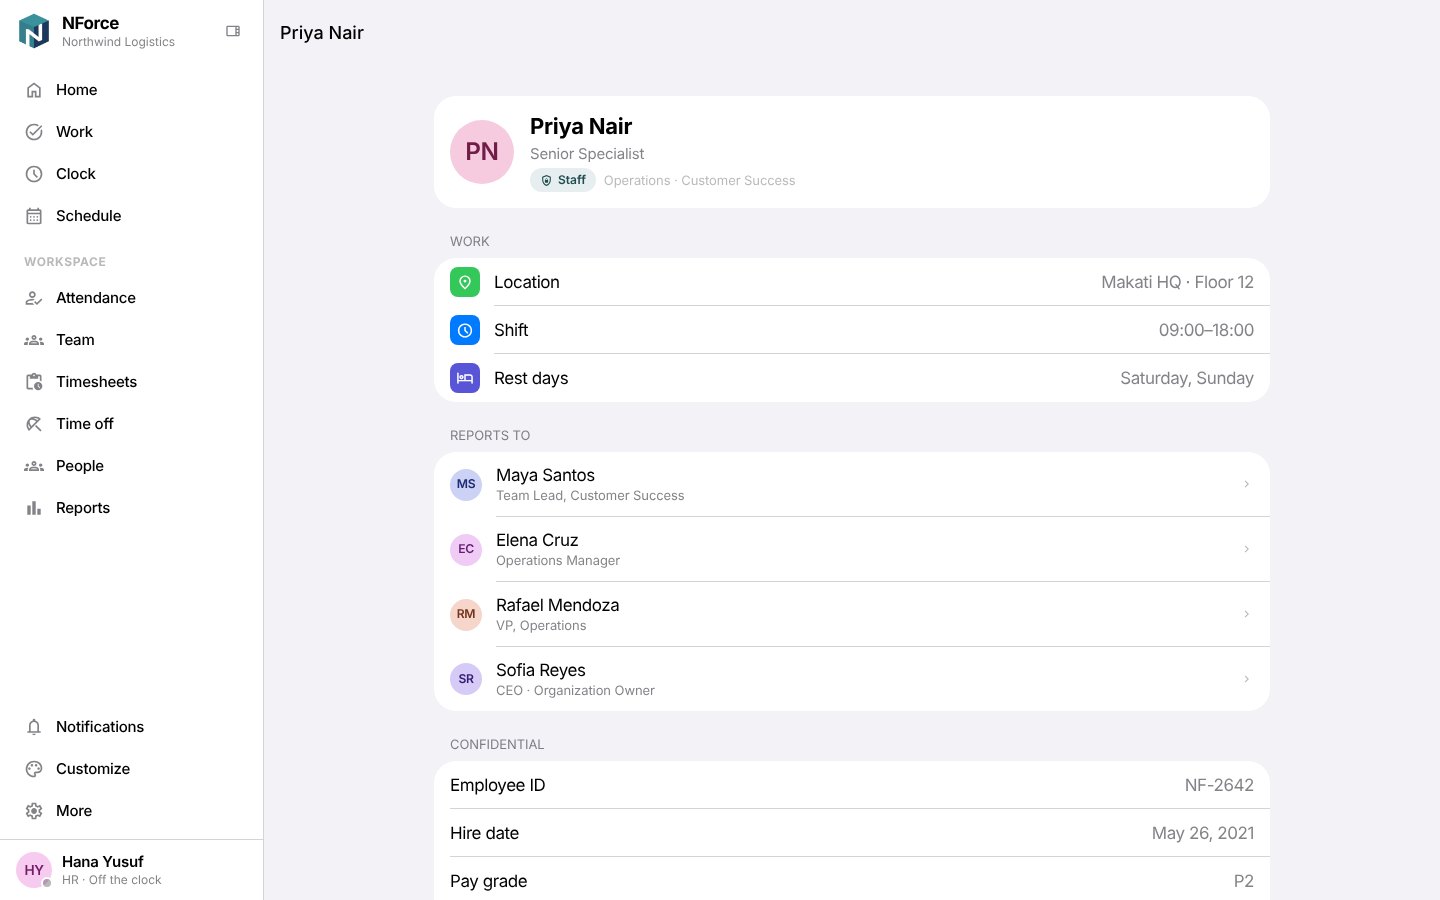 NForce
Northwind Logistics
Home
Work
Clock
Schedule
WORKSPACE
Attendance
Team
Timesheets
Time off
People
Reports
Notifications
Customize
More
HY
Hana Yusuf
HR · Off the clock
Priya Nair
PN
Priya Nair
Senior Specialist
Staff
Operations · Customer Success
WORK
Location
Makati HQ · Floor 12
Shift
09:00–18:00
Rest days
Saturday, Sunday
REPORTS TO
MS
Maya Santos
Team Lead, Customer Success
EC
Elena Cruz
Operations Manager
RM
Rafael Mendoza
VP, Operations
SR
Sofia Reyes
CEO · Organization Owner
CONFIDENTIAL
Employee ID
NF-2642
Hire date
May 26, 2021
Pay grade
P2